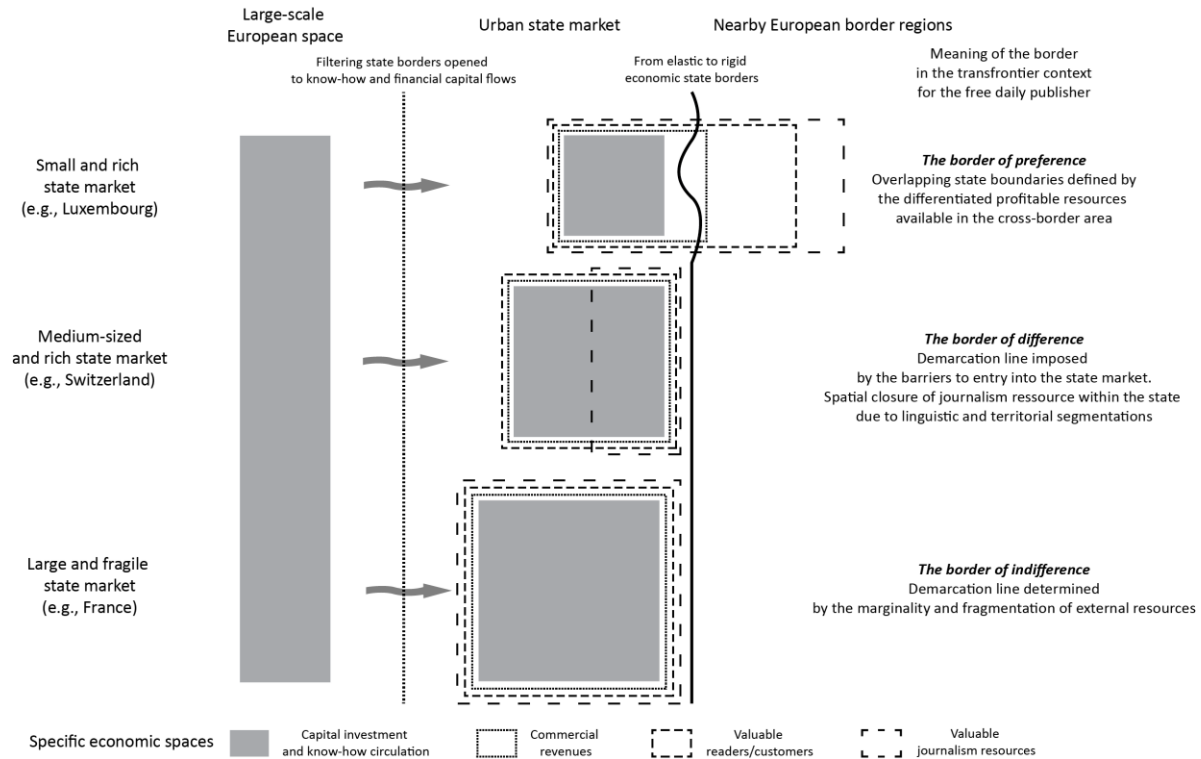 Large-scale
European space
Urban state market
Nearby European border regions
Filtering state borders opened
to know-how and financial capital flows
From elastic to rigid
economic state borders
Meaning of the border
in the transfrontier context
for the free daily publisher
Small and rich
state market
(e.g., Luxembourg)
The border of preference
Overlapping state boundaries defined by
the differentiated profitable resources
available in the cross-border area
Medium-sized
and rich state market
(e.g., Switzerland)
The border of difference
Demarcation line imposed
by the barriers to entry into the state market.
Spatial closure of journalism ressource within the state
due to linguistic and territorial segmentations
Large and fragile
state market
(e.g., France)
The border of indifference
Demarcation line determined
by the marginality and fragmentation of external resources
Specific economic spaces
Capital investment
and know-how circulation
Commercial
revenues
Valuable
readers/customers
Valuable
journalism resources